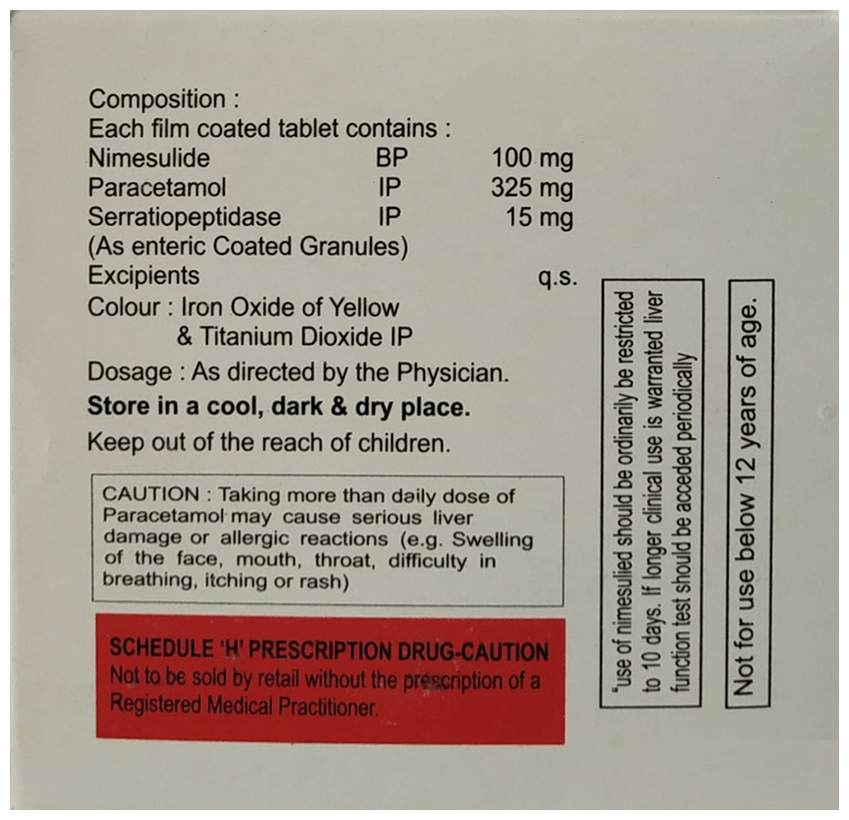 Composition :
Each film coated tablet contains :
Nimesulide BP 100 mg
Paracetamol IP 325 mg
Serratiopeptidase IP 15 mg
(As enteric Coated Granules)
Excipients q.s.
Colour : Iron Oxide of Yellow
& Titanium Dioxide IP
Dosage : As directed by the Physician.
Store in a cool, dark & dry place.
Keep out of the reach of children.
CAUTION : Taking more than daily dose of
Paracetamol may cause serious liver
damage or allergic reactions (e.g. Swelling
of the face, mouth, throat, difficulty in
breathing, itching or rash)
SCHEDULE 'H' PRESCRIPTION DRUG-CAUTION
Not to be sold by retail without the prescription of a
Registered Medical Practitioner.
"use of nimesulied should be ordinarily be restricted
to 10 days. If longer clinical use is warranted liver
function test should be acceded periodically
Not for use below 12 years of age.